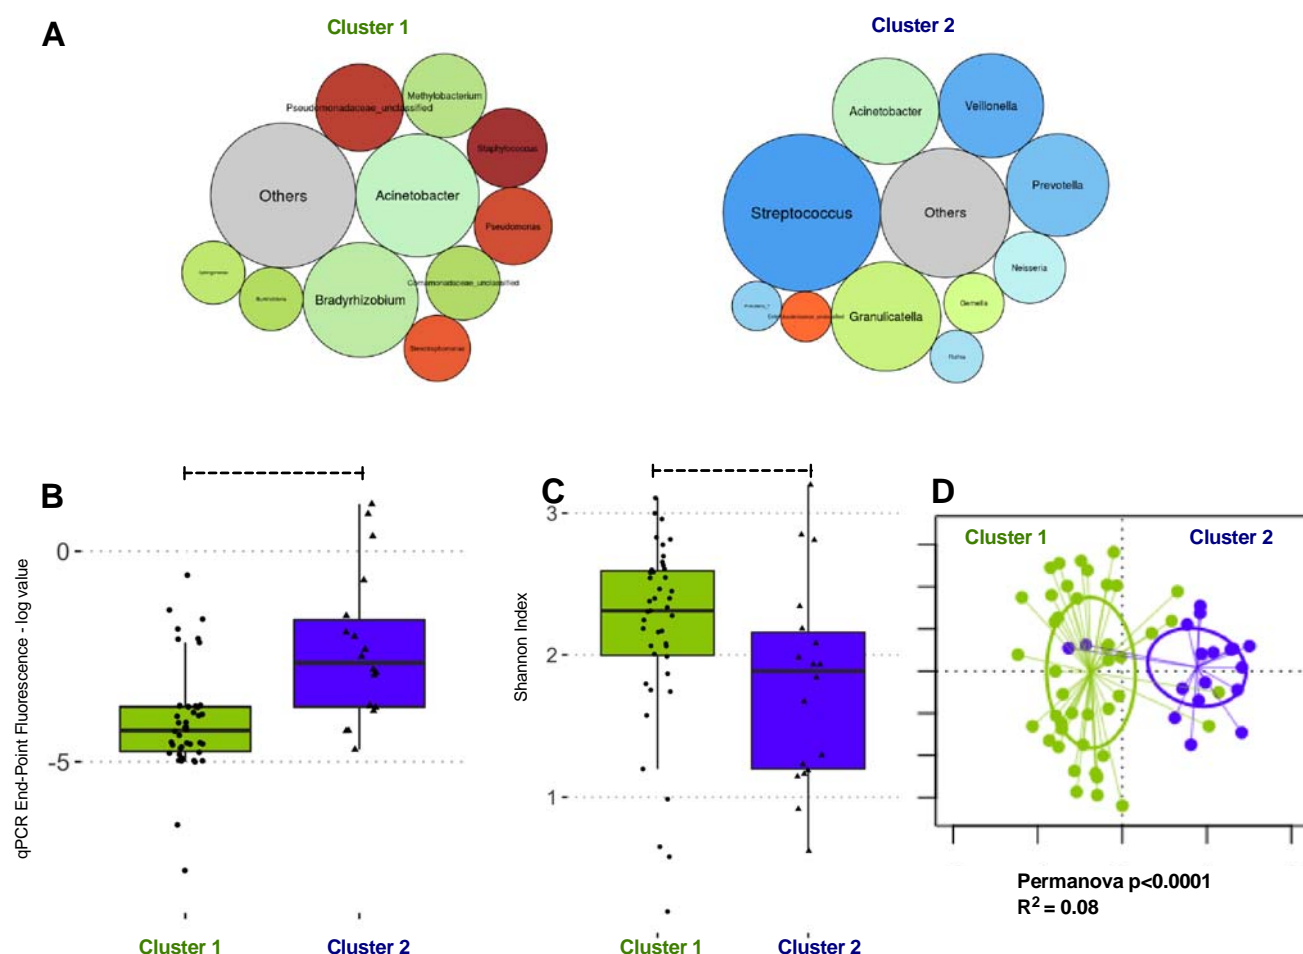 A
Cluster 1
Cluster 2
Pseudomonadaceae_unclassified
Methylobacterium
Staphylococcus
Others
Acinetobacter
Pseudomonas
Comamonadaceae_unclassified
Bradyrhizobium
Stenotrophomonas
Acinetobacter
Veillonella
Prevotella
Streptococcus
Others
Neisseria
Gemella
Granulicatella
Rothia
B
qPCR End-Point Fluorescence - log value
0
-5
Cluster 1
Cluster 2
C
Shannon Index
3
2
1
Cluster 1
Cluster 2
D
Cluster 1
Cluster 2
Permanova p<0.0001
R² = 0.08